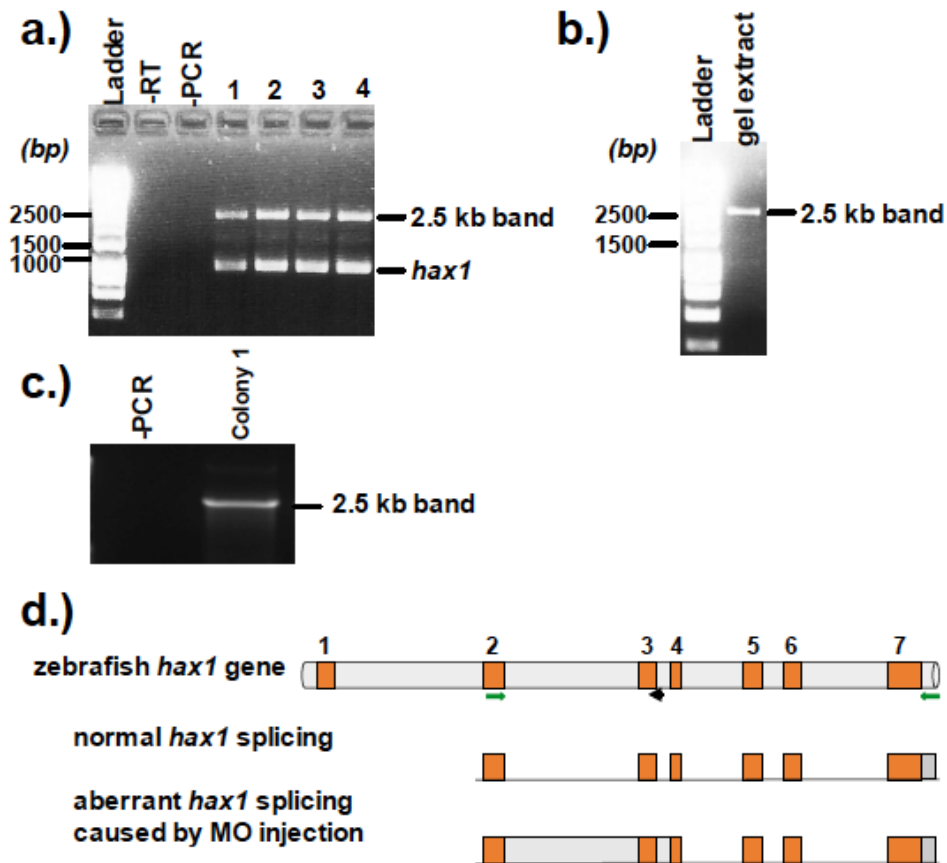 a.)
Ladder
-RT
-PCR
1 2 3 4
(bp)
2500
1500
1000
2.5 kb band
hax1
b.)
Ladder
gel extract
(bp)
2500
1500
2.5 kb band
c.)
-PCR
Colony 1
2.5 kb band
d.)
1 2 3 4 5 6 7
zebrafish hax1 gene
normal hax1 splicing
aberrant hax1 splicing
caused by MO injection